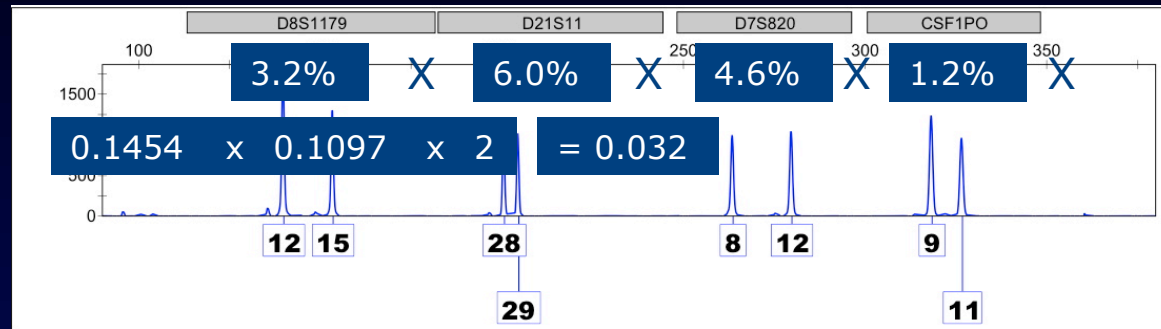 D8S1179 D21S11 D7S820 CSF1PO
100 250 300 350
3.2% X 6.0% X 4.6% X 1.2% X
1500
0.1454 x 0.1097 x 2 = 0.032
0
12 15 28 8 12 9
29 11